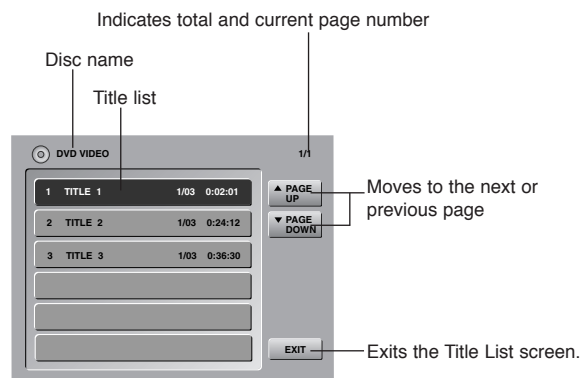 Indicates total and current page number
Disc name
Title list
DVD VIDEO 1/1
1 TITLE 1 1/03 0:02:01
▲ PAGE UP
Moves to the next or
previous page
2 TITLE 2 1/03 0:24:12
▼ PAGE DOWN
3 TITLE 3 1/03 0:36:30
EXIT
Exits the Title List screen.